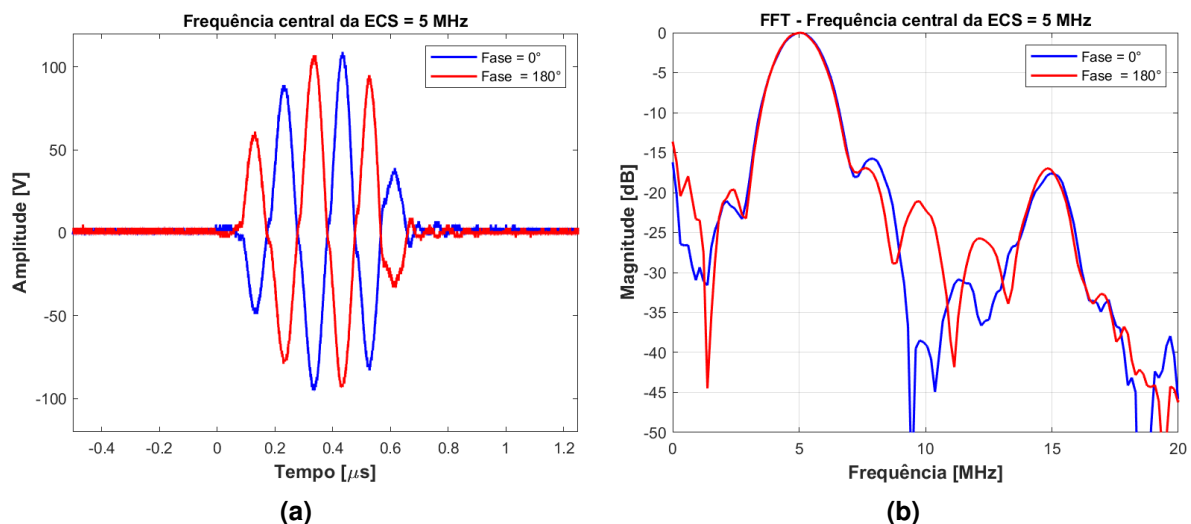 Frequência central da ECS = 5 MHz
Fase = 0°
Fase = 180°
Amplitude [V]
100
50
0
-50
-100
-0.4
-0.2
0
0.2
0.4
0.6
0.8
1
1.2
Tempo [μs]
(a)
FFT - Frequência central da ECS = 5 MHz
Fase = 0°
Fase = 180°
Magnitude [dB]
0
-5
-10
-15
-20
-25
-30
-35
-40
-45
-50
0
5
10
15
20
Frequência [MHz]
(b)